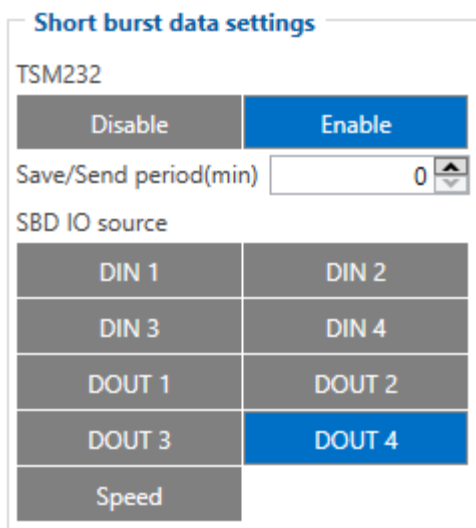 Short burst data settings
TSM232
Disable Enable
Save/Send period(min) 0
SBD IO source
DIN 1 DIN 2
DIN 3 DIN 4
DOUT 1 DOUT 2
DOUT 3 DOUT 4
Speed